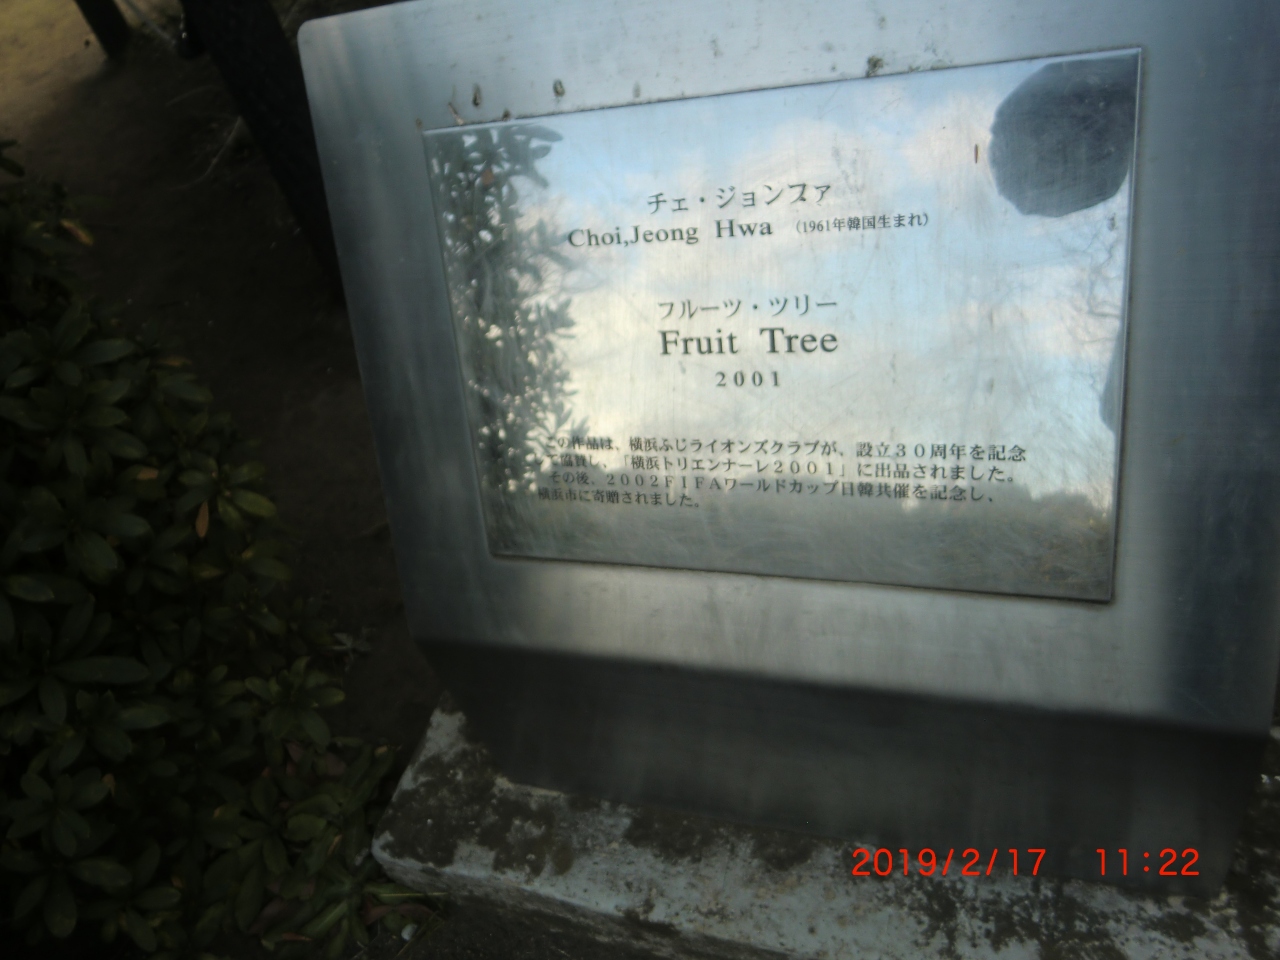 チェ・ジョンファ
Choi,Jeong Hwa （1961年韓国生まれ）
フルーツ・ツリー
Fruit Tree
2001
この作品は、横浜ふじライオンズクラブが、設立３０周年を記念
し協賛し、「横浜トリエンナーレ２００１」に出品されました。
その後、２００２ＦＩＦＡワールドカップ日韓共催を記念し、
横浜市に寄贈されました。
2019/2/17 11:22